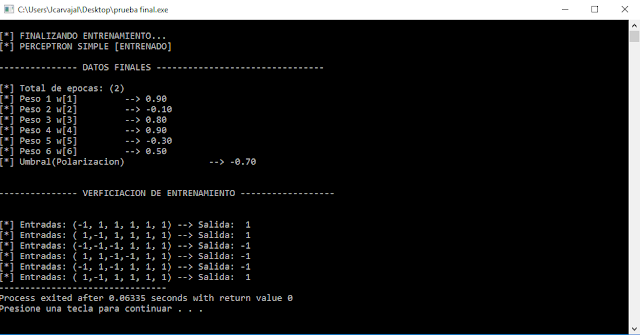 C:\Users\Jcarvajal\Desktop\prueba final.exe
[*] FINALIZANDO ENTRENAMIENTO...
[*] PERCEPTRON SIMPLE [ENTRENADO]
--------------- DATOS FINALES --------------------------------
[*] Total de epocas: (2)
[*] Peso 1 w[1] --> 0.90
[*] Peso 2 w[2] --> -0.10
[*] Peso 3 w[3] --> 0.80
[*] Peso 4 w[4] --> 0.90
[*] Peso 5 w[5] --> -0.30
[*] Peso 6 w[6] --> 0.50
[*] Umbral(Polarizacion) --> -0.70
--------------- VERFICIACION DE ENTRENAMIENTO ------------------
[*] Entradas: (-1, 1, 1, 1, 1, 1) --> Salida: 1
[*] Entradas: ( 1, 1, 1, 1, 1, 1) --> Salida: 1
[*] Entradas: (-1,-1,-1, 1, 1, 1) --> Salida: -1
[*] Entradas: ( 1,-1,-1, 1, 1, 1) --> Salida: 1
[*] Entradas: (-1, 1,-1, 1, 1, 1) --> Salida: -1
[*] Entradas: ( 1,-1, 1, 1, 1, 1) --> Salida: 1
--------------------------------
Process exited after 0.06335 seconds with return value 0
Presione una tecla para continuar . . .